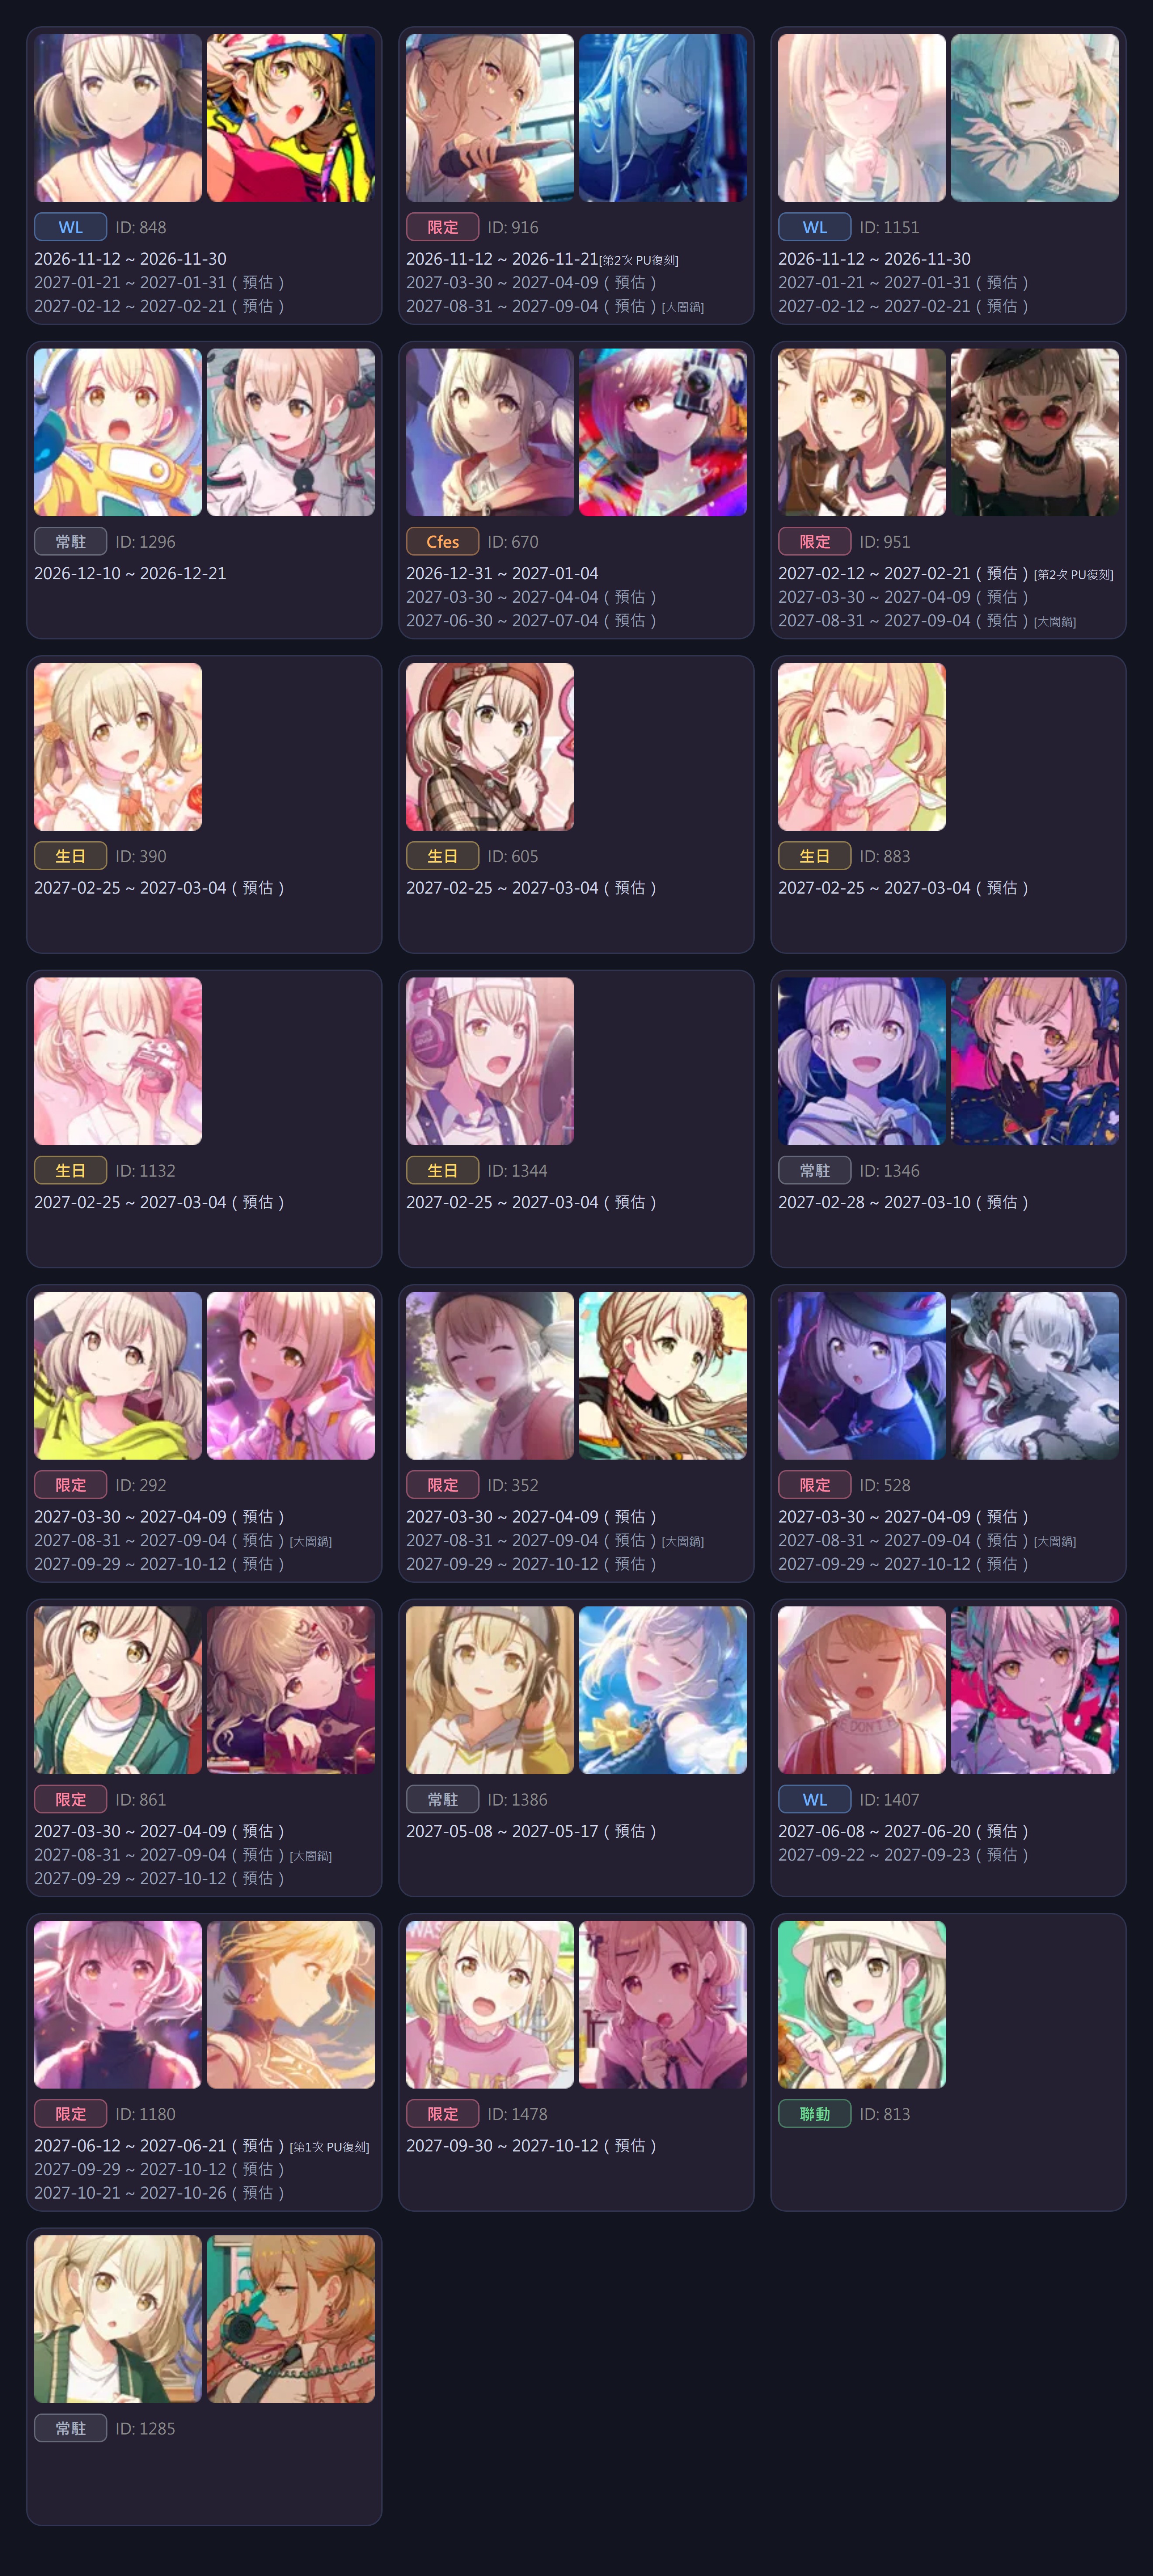 WL ID: 848
2026-11-12 ~ 2026-11-30
2027-01-21 ~ 2027-01-31 ( 預估 )
2027-02-12 ~ 2027-02-21 ( 預估 )
限定 ID: 916
2026-11-12 ~ 2026-11-21[第2次 PU復刻]
2027-03-30 ~ 2027-04-09 ( 預估 )
2027-08-31 ~ 2027-09-04 ( 預估 ) [大闇鍋]
WL ID: 1151
2026-11-12 ~ 2026-11-30
2027-01-21 ~ 2027-01-31 ( 預估 )
2027-02-12 ~ 2027-02-21 ( 預估 )
常駐 ID: 1296
2026-12-10 ~ 2026-12-21
Cfes ID: 670
2026-12-31 ~ 2027-01-04
2027-03-30 ~ 2027-04-04 ( 預估 )
2027-06-30 ~ 2027-07-04 ( 預估 )
限定 ID: 951
2027-02-12 ~ 2027-02-21 ( 預估 ) [第2次 PU復刻]
2027-03-30 ~ 2027-04-09 ( 預估 )
2027-08-31 ~ 2027-09-04 ( 預估 ) [大闇鍋]
生日 ID: 390
2027-02-25 ~ 2027-03-04 ( 預估 )
生日 ID: 605
2027-02-25 ~ 2027-03-04 ( 預估 )
生日 ID: 883
2027-02-25 ~ 2027-03-04 ( 預估 )
生日 ID: 1132
2027-02-25 ~ 2027-03-04 ( 預估 )
生日 ID: 1344
2027-02-25 ~ 2027-03-04 ( 預估 )
常駐 ID: 1346
2027-02-28 ~ 2027-03-10 ( 預估 )
限定 ID: 292
2027-03-30 ~ 2027-04-09 ( 預估 )
2027-08-31 ~ 2027-09-04 ( 預估 ) [大闇鍋]
2027-09-29 ~ 2027-10-12 ( 預估 )
限定 ID: 352
2027-03-30 ~ 2027-04-09 ( 預估 )
2027-08-31 ~ 2027-09-04 ( 預估 ) [大闇鍋]
2027-09-29 ~ 2027-10-12 ( 預估 )
限定 ID: 528
2027-03-30 ~ 2027-04-09 ( 預估 )
2027-08-31 ~ 2027-09-04 ( 預估 ) [大闇鍋]
2027-09-29 ~ 2027-10-12 ( 預估 )
限定 ID: 861
2027-03-30 ~ 2027-04-09 ( 預估 )
2027-08-31 ~ 2027-09-04 ( 預估 ) [大闇鍋]
2027-09-29 ~ 2027-10-12 ( 預估 )
常駐 ID: 1386
2027-05-08 ~ 2027-05-17 ( 預估 )
WL ID: 1407
2027-06-08 ~ 2027-06-20 ( 預估 )
2027-09-22 ~ 2027-09-23 ( 預估 )
限定 ID: 1180
2027-06-12 ~ 2027-06-21 ( 預估 ) [第1次 PU復刻]
2027-09-29 ~ 2027-10-12 ( 預估 )
2027-10-21 ~ 2027-10-26 ( 預估 )
限定 ID: 1478
2027-09-30 ~ 2027-10-12 ( 預估 )
聯動 ID: 813
常駐 ID: 1285